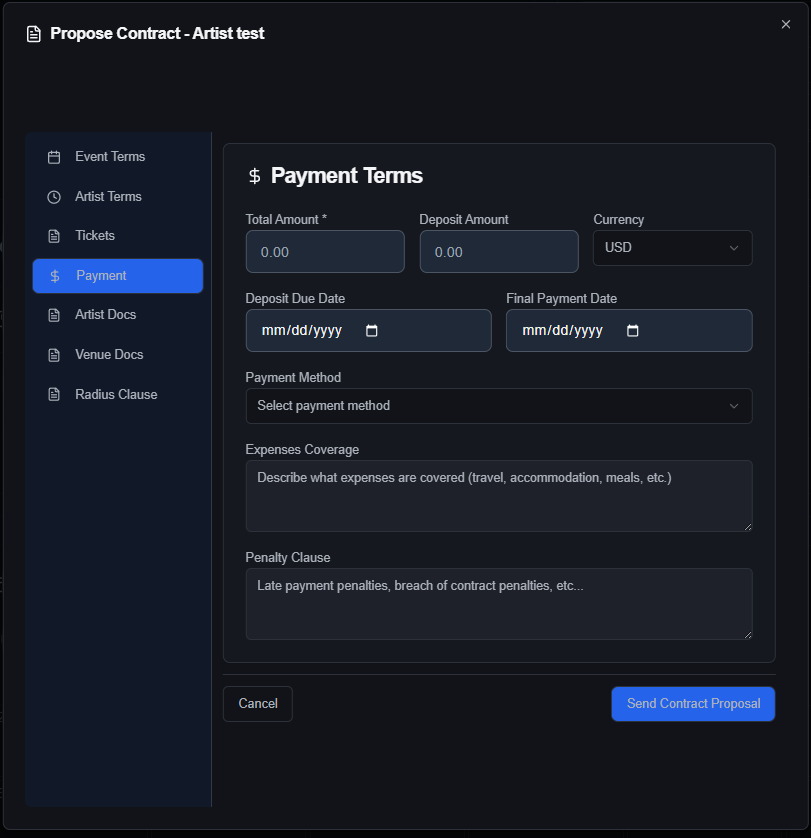 Propose Contract - Artist test
Event Terms
Artist Terms
Tickets
Payment
Artist Docs
Venue Docs
Radius Clause
$ Payment Terms
Total Amount * Deposit Amount Currency
0.00 0.00 USD
Deposit Due Date Final Payment Date
mm/dd/yyyy mm/dd/yyyy
Payment Method
Select payment method
Expenses Coverage
Describe what expenses are covered (travel, accommodation, meals, etc.)
Penalty Clause
Late payment penalties, breach of contract penalties, etc...
Cancel Send Contract Proposal